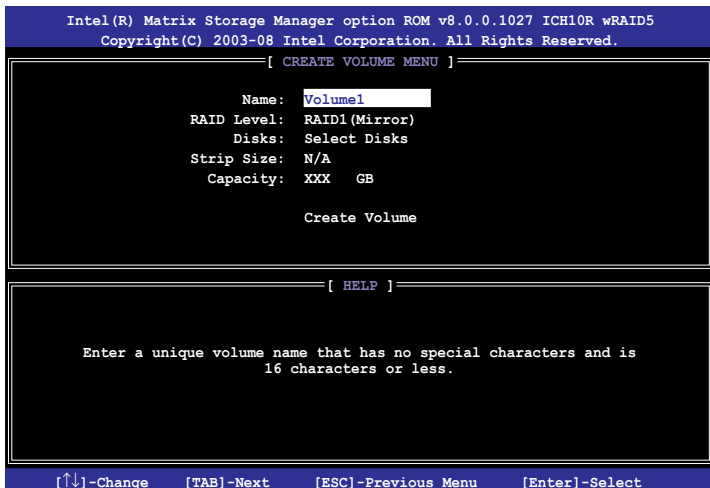 Intel(R) Matrix Storage Manager option ROM v8.0.0.1027 ICH10R wRAID5
Copyright(C) 2003-08 Intel Corporation. All Rights Reserved.
[ CREATE VOLUME MENU ]
Name: Volume1
RAID Level: RAID1(Mirror)
Disks: Select Disks
Strip Size: N/A
Capacity: XXX GB
Create Volume
[ HELP ]
Enter a unique volume name that has no special characters and is
16 characters or less.
[↑↓]-Change [TAB]-Next [ESC]-Previous Menu [Enter]-Select